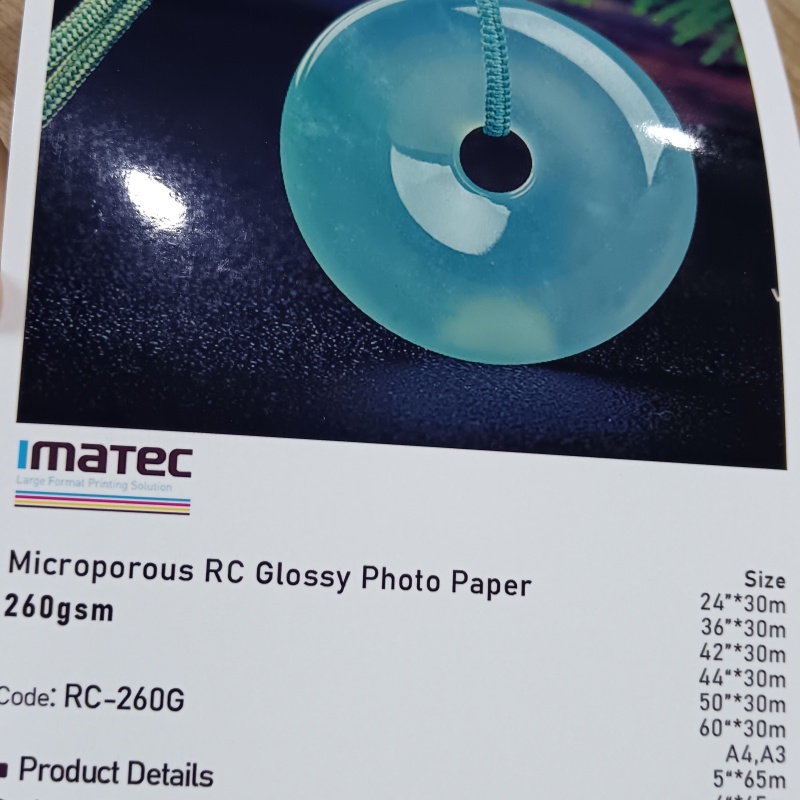 Imatec
Large Format Printing Solution
Microporous RC Glossy Photo Paper
260gsm
Code: RC-260G
Product Details
Size
24"*30m
36"*30m
42"*30m
44"*30m
50"*30m
60"*30m
A4,A3
5"*65m